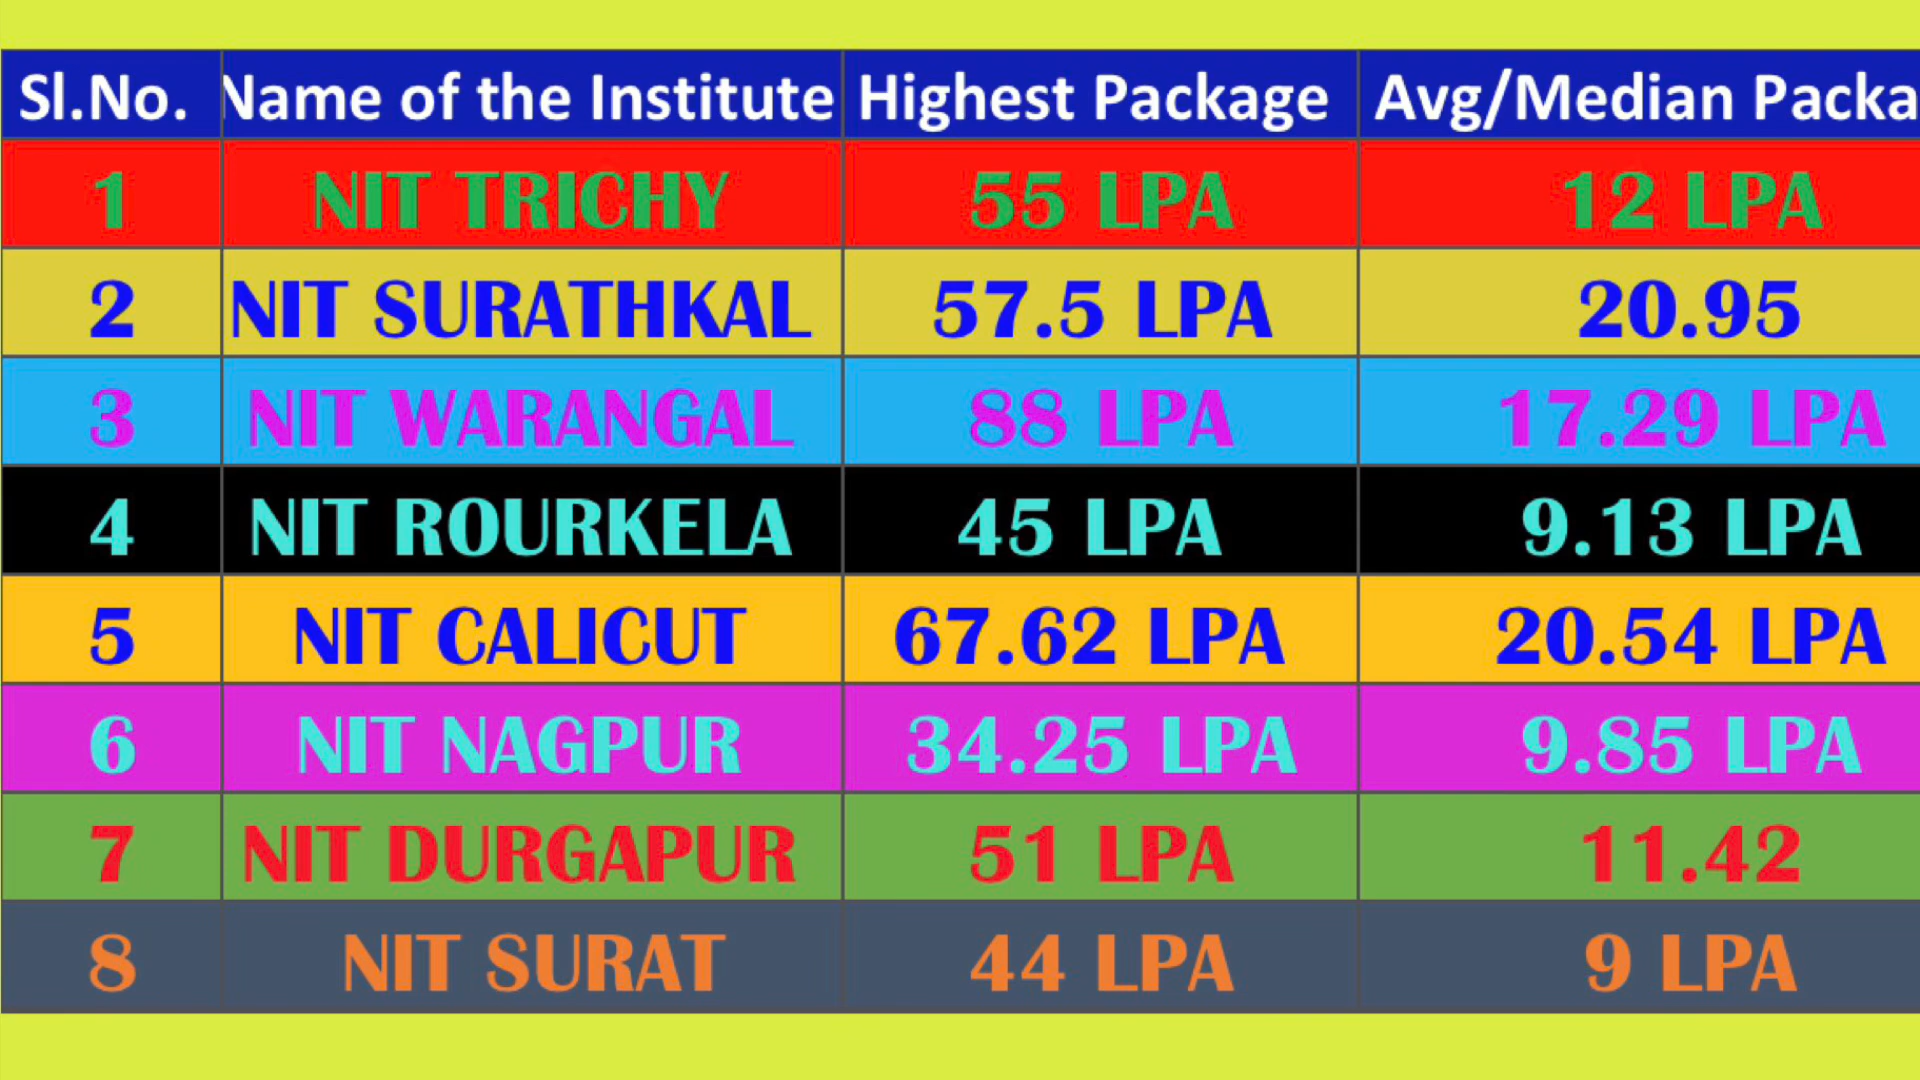 Sl.No. Name of the Institute Highest Package Avg/Median Packa
1 NIT TRICHY 55 LPA 12 LPA
2 NIT SURATHKAL 57.5 LPA 20.95
3 NIT WARANGAL 88 LPA 17.29 LPA
4 NIT ROURKELA 45 LPA 9.13 LPA
5 NIT CALICUT 67.62 LPA 20.54 LPA
6 NIT NAGPUR 34.25 LPA 9.85 LPA
7 NIT DURGAPUR 51 LPA 11.42
8 NIT SURAT 44 LPA 9 LPA